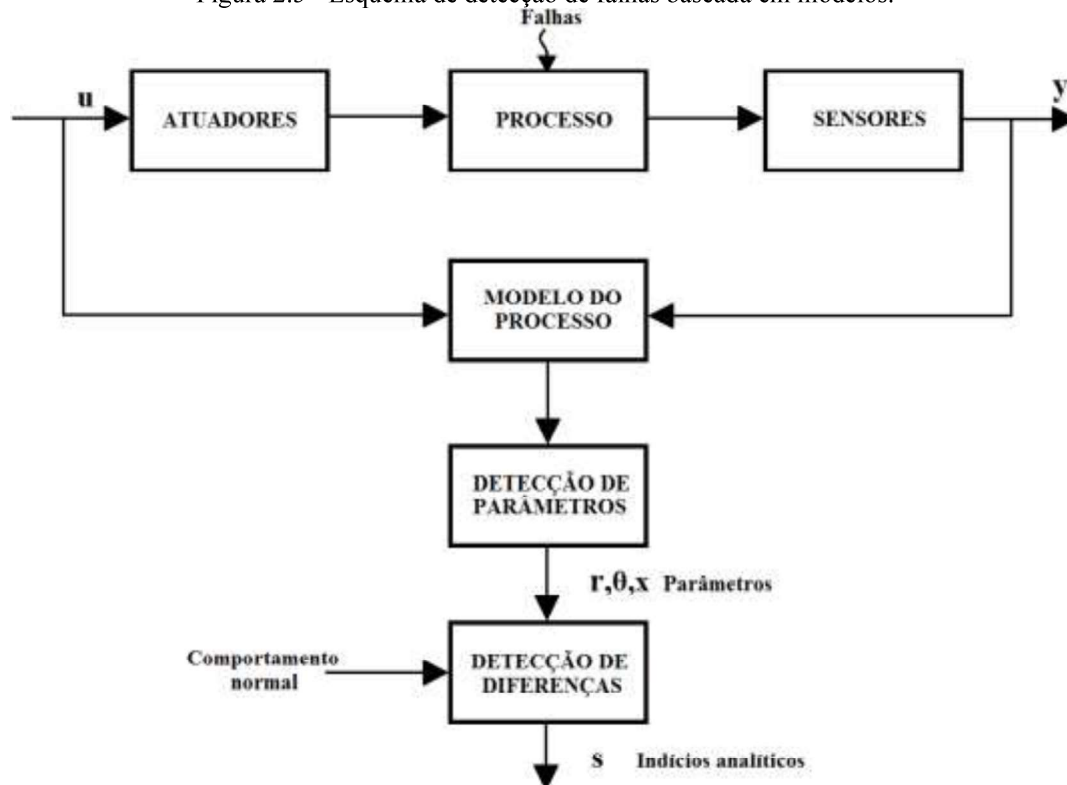 Falhas
u
ATUADORES
PROCESSO
SENSORES
y
MODELO DO
PROCESSO
DETECÇÃO DE
PARÂMETROS
r,θ,x Parâmetros
Comportamento
normal
DETECÇÃO DE
DIFERENÇAS
s Indícios analíticos